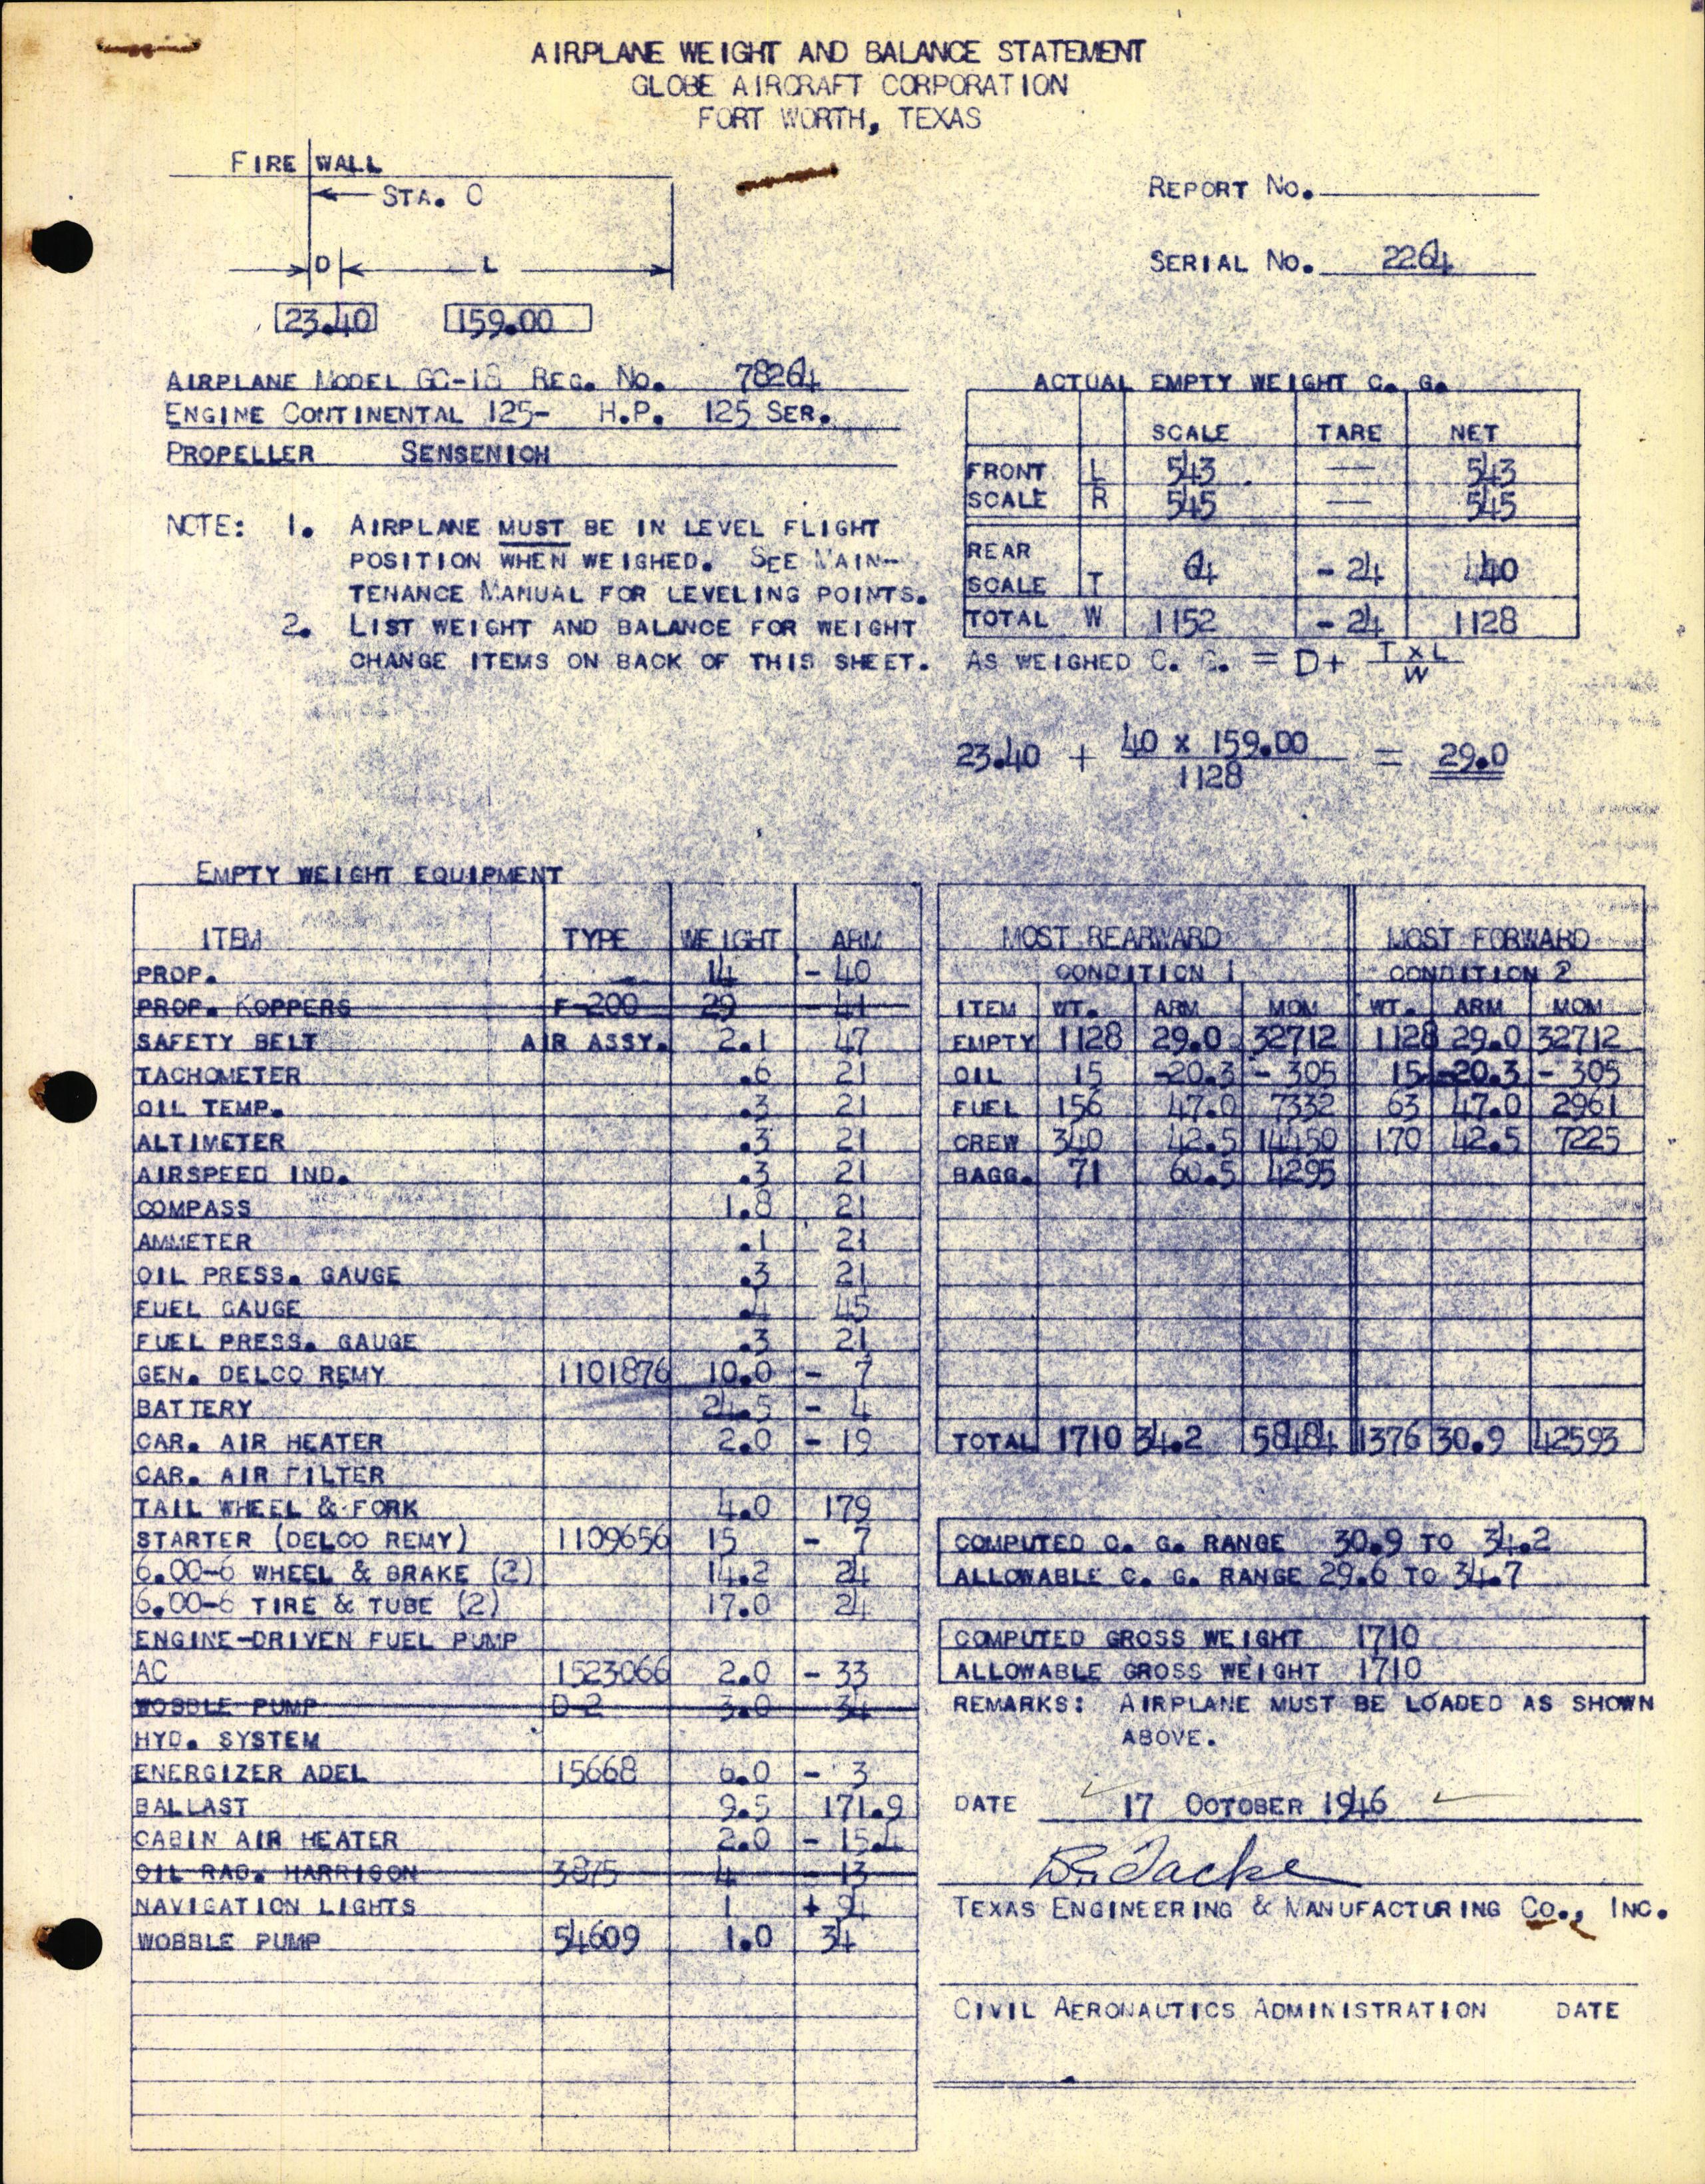 AIRPLANE WEIGHT AND BALANCE STATEMENT
GLOBE AIRCRAFT CORPORATION
FORT WORTH, TEXAS
FIRE WALL
STA. 0
D L
23.40 159.00
REPORT NO.
SERIAL NO. 2264
AIRPLANE MODEL GC-1B REG. NO. 78264
ENGINE CONTINENTAL 125- H.P. 125 SER.
PROPELLER SENSENICH
NOTE: 1. AIRPLANE MUST BE IN LEVEL FLIGHT
POSITION WHEN WEIGHED. SEE MAIN-
TENANCE MANUAL FOR LEVELING POINTS.
2. LIST WEIGHT AND BALANCE FOR WEIGHT
CHANGE ITEMS ON BACK OF THIS SHEET.
ACTUAL EMPTY WEIGHT C. G.
SCALE TARE NET
FRONT L 543 — 543
SCALE R 545 — 545
REAR
SCALE T 64 - 24 40
TOTAL W 1152 - 24 1128
AS WEIGHED C. G. = D+ T x L
W
23.40 + 40 x 159.00 = 29.0
1128
EMPTY WEIGHT EQUIPMENT
ITEM TYPE WEIGHT ARM
PROP. 14 - 40
PROP. KOPPERS F-200 29 - 41
SAFETY BELT AIR ASSY. 2.1 47
TACHOMETER .6 21
OIL TEMP. .3 21
ALTIMETER .3 21
AIRSPEED IND. .3 21
COMPASS 1.8 21
AMMETER .1 21
OIL PRESS. GAUGE .3 21
FUEL GAUGE .4 45
FUEL PRESS. GAUGE .3 21
GEN. DELCO REMY 1101876 10.0 - 7
BATTERY 24.5 - 4
CAR. AIR HEATER 2.0 - 19
CAR. AIR FILTER
TAIL WHEEL & FORK 4.0 179
STARTER (DELCO REMY) 1109656 15 - 7
6.00-6 WHEEL & BRAKE (2) 14.2 24
6.00-6 TIRE & TUBE (2) 17.0 24
ENGINE-DRIVEN FUEL PUMP
AC 1523066 2.0 - 33
WOBBLE PUMP D-2 3.0 34
HYD. SYSTEM
ENERGIZER ADEL 15668 6.0 - 3
BALLAST 9.5 171.9
CABIN AIR HEATER 2.0 - 15.4
OIL RAD. HARRISON 3875 4 - 13
NAVIGATION LIGHTS 1 + 94
WOBBLE PUMP 54609 1.0 34
MOST REARWARD MOST FORWARD
CONDITION 1 CONDITION 2
ITEM WT. ARM MOM WT. ARM MOM
EMPTY 1128 29.0 32712 1128 29.0 32712
OIL 15 -20.3 - 305 15 -20.3 - 305
FUEL 156 47.0 7332 63 47.0 2961
CREW 340 42.5 14450 170 42.5 7225
BAGG. 71 60.5 4295
TOTAL 1710 34.2 58484 1376 30.9 42593
COMPUTED C. G. RANGE 30.9 TO 34.2
ALLOWABLE C. G. RANGE 29.6 TO 34.7
COMPUTED GROSS WEIGHT 1710
ALLOWABLE GROSS WEIGHT 1710
REMARKS: AIRPLANE MUST BE LOADED AS SHOWN
ABOVE.
DATE 17 OCTOBER 1946
TEXAS ENGINEERING & MANUFACTURING CO., INC.
CIVIL AERONAUTICS ADMINISTRATION DATE